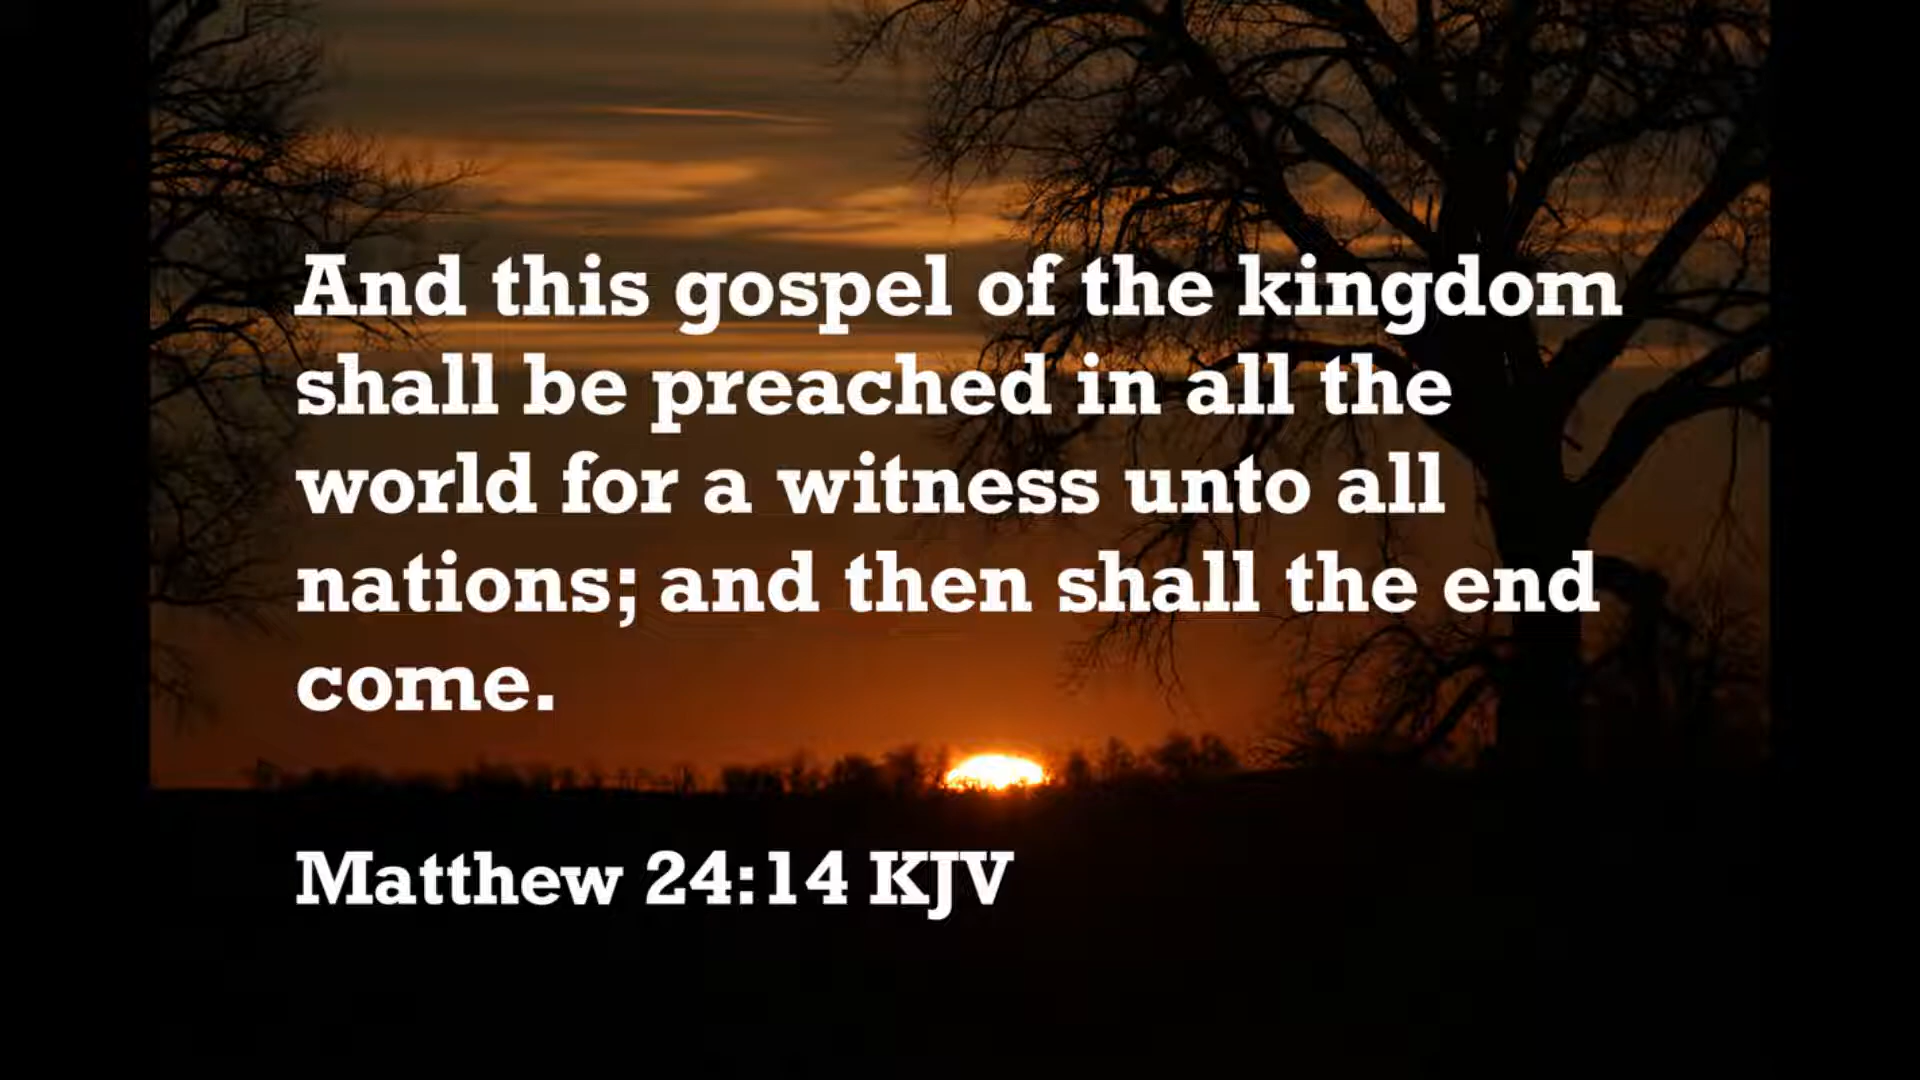 And this gospel of the kingdom
shall be preached in all the
world for a witness unto all
nations; and then shall the end
come.
Matthew 24:14 KJV